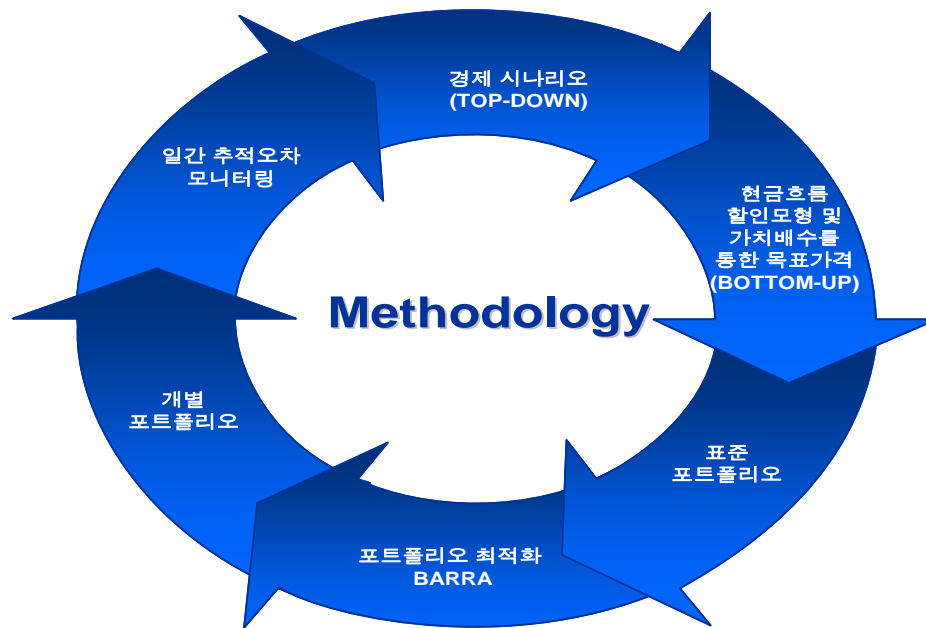 경제 시나리오
(TOP-DOWN)
현금흐름
할인모형 및
가치배수를
통한 목표가격
(BOTTOM-UP)
표준
포트폴리오
포트폴리오 최적화
BARRA
개별
포트폴리오
일간 추적오차
모니터링
Methodology